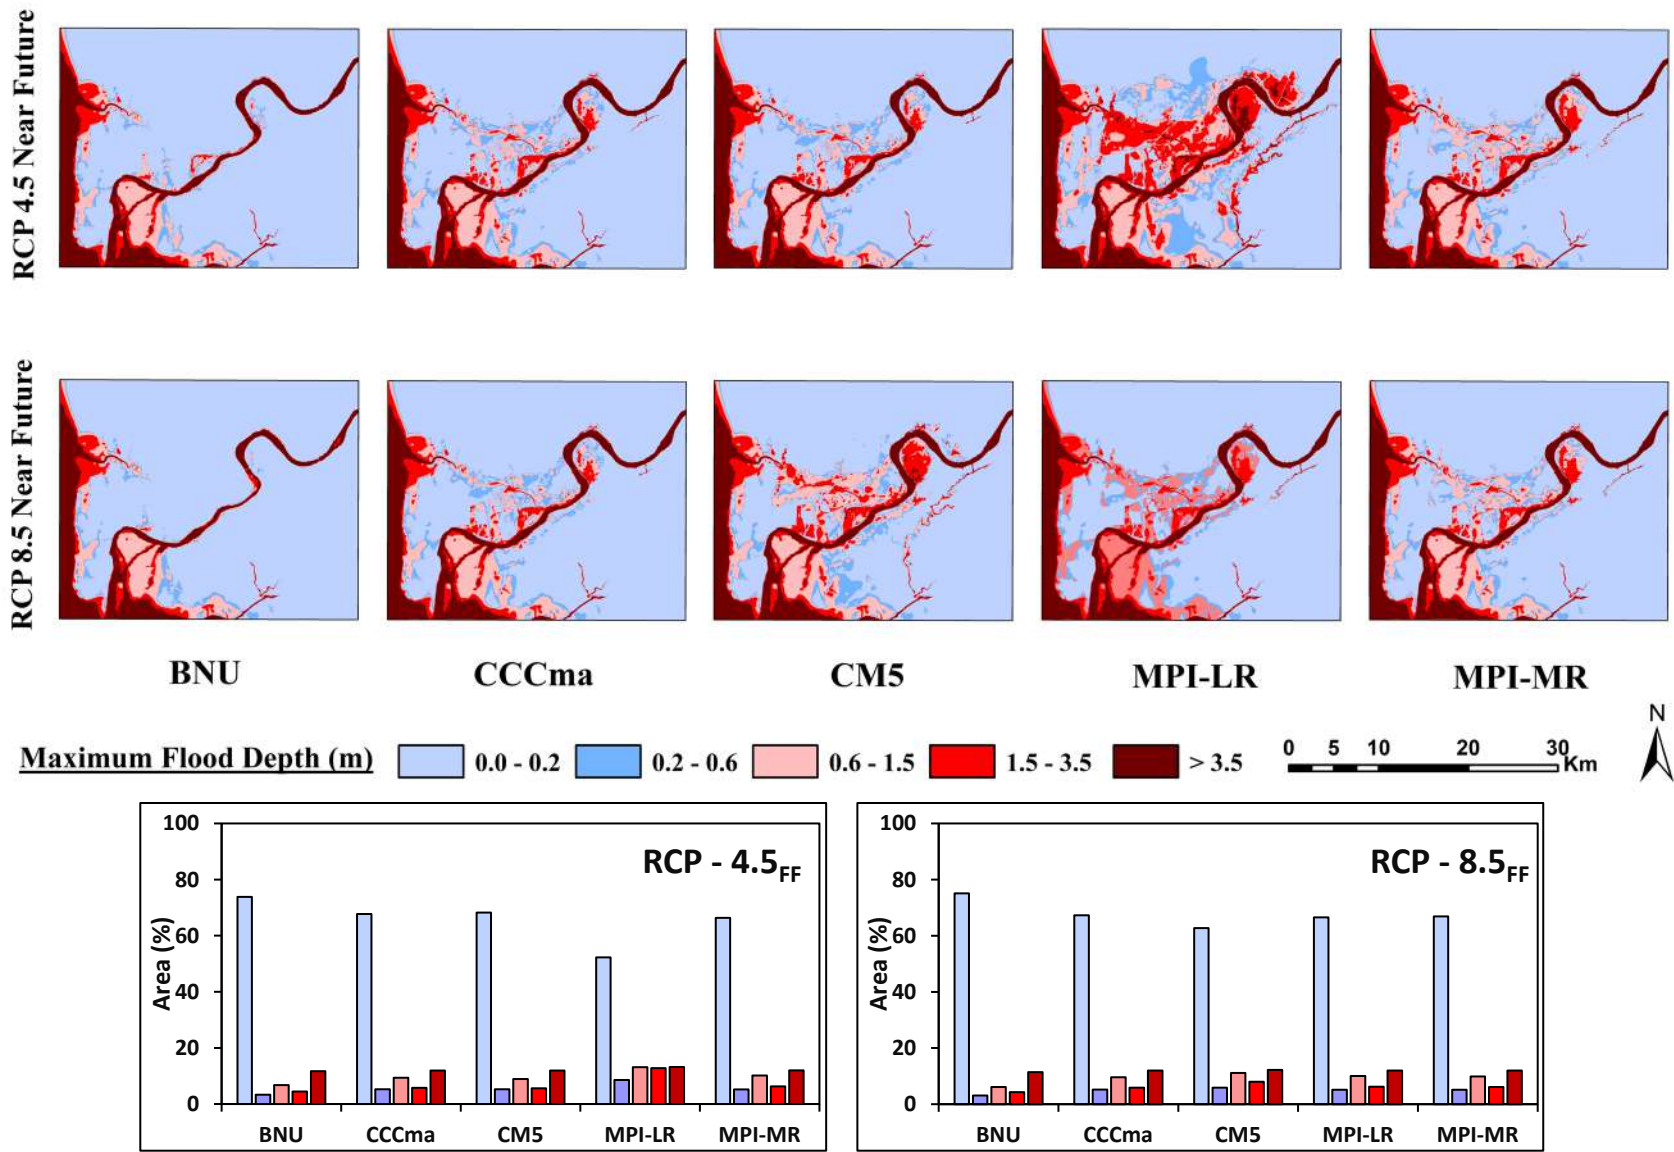 RCP 4.5 Near Future
RCP 8.5 Near Future
BNU CCCma CM5 MPI-LR MPI-MR
N
Maximum Flood Depth (m) 0.0 - 0.2 0.2 - 0.6 0.6 - 1.5 1.5 - 3.5 > 3.5
0 5 10 20 30
Km
RCP - 4.5FF
Area (%)
100
80
60
40
20
0
BNU CCCma CM5 MPI-LR MPI-MR
RCP - 8.5FF
Area (%)
100
80
60
40
20
0
BNU CCCma CM5 MPI-LR MPI-MR